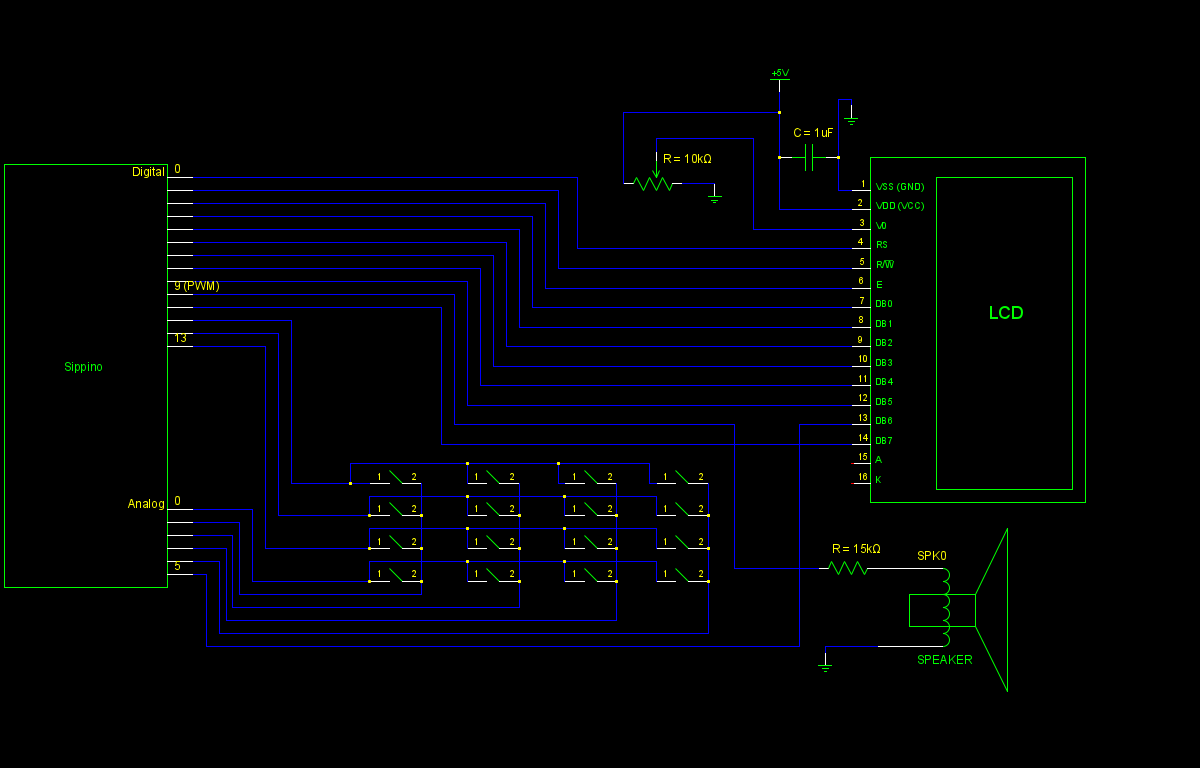 +5V
C = 1uF
R = 10kΩ
Digital
0
9 (PWM)
13
Sippino
Analog
0
5
1 VSS (GND)
2 VDD (VCC)
3 V0
4 RS
5 R/W
6 E
7 DB0
8 DB1
9 DB2
10 DB3
11 DB4
12 DB5
13 DB6
14 DB7
15 A
16 K
LCD
1 2 1 2 1 2 1 2
1 2 1 2 1 2 1 2
1 2 1 2 1 2 1 2
1 2 1 2 1 2 1 2
R = 15kΩ
SPK0
SPEAKER